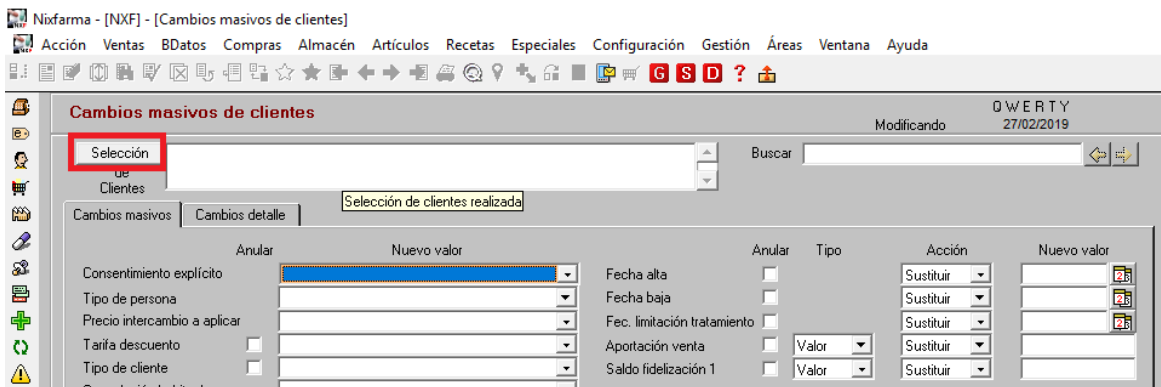 Nixfarma - [NXF] - [Cambios masivos de clientes]
Acción Ventas BDatos Compras Almacén Artículos Recetas Especiales Configuración Gestión Áreas Ventana Ayuda
G S D ?
Cambios masivos de clientes
QWERTY
Modificando 27/02/2019
Selección
de
Clientes
Buscar
Selección de clientes realizada
Cambios masivos Cambios detalle
Anular Nuevo valor Anular Tipo Acción Nuevo valor
Consentimiento explícito Fecha alta Sustituir
Tipo de persona Fecha baja Sustituir
Precio intercambio a aplicar Fec. limitación tratamiento Sustituir
Tarifa descuento Aportación venta Valor Sustituir
Tipo de cliente Saldo fidelización 1 Valor Sustituir